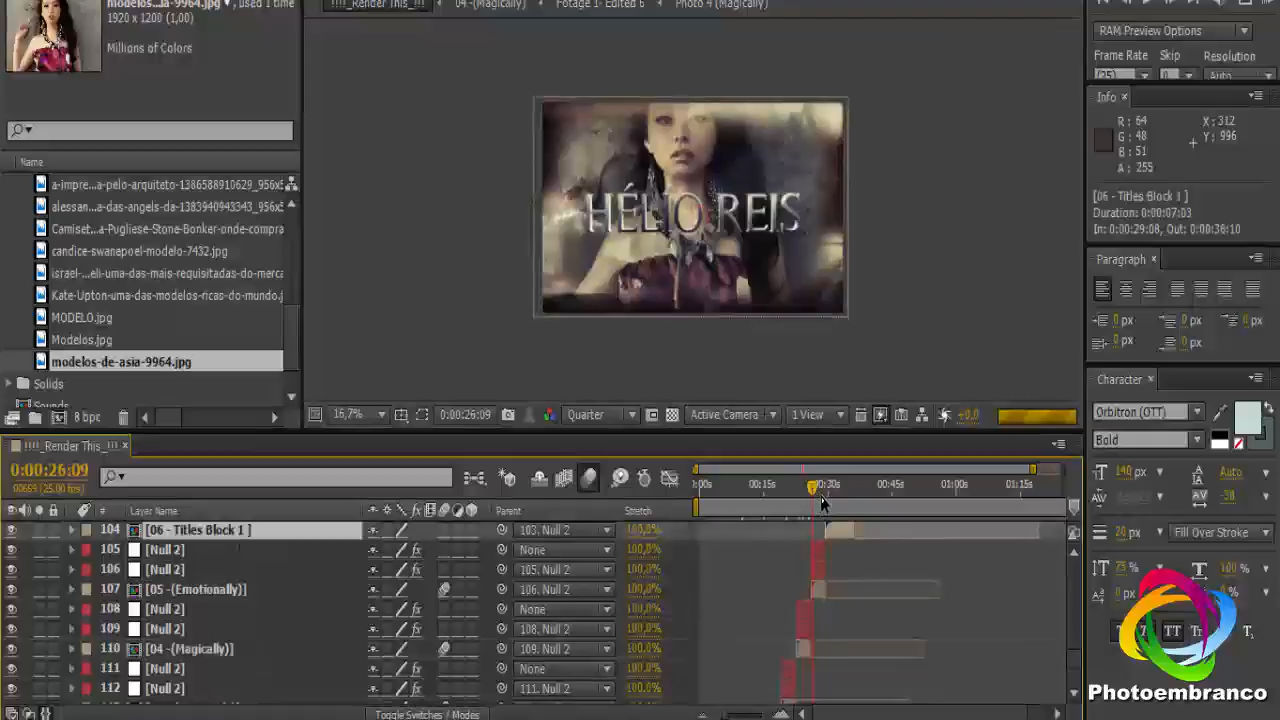 modelos...ia-9964.jpg ▼, used 1 time
1920 x 1200 (1,00)
Millions of Colors
Name
a-impre...a-pelo-arquiteto-1386588910629_956x5
alessan...a-das-angels-da-1383940943343_956x5
Camiset...a-Pugliese-Stone-Bonker-onde-compra
candice-swanepoel-modelo-7432.jpg
israel-...eli-uma-das-mais-requisitadas-do-merca
Kate-Upton-uma-das-modelos-ricas-do-mundo.j
MODELO.jpg
Modelos.jpg
modelos-de-asia-9964.jpg
Solids
8 bpc
!!!!_Render This_!!!
04 -(Magically)
Fotage 1- Edited 6
Photo 4 (Magically)
HÉLIO REIS
16,7%
0:00:26:09
Quarter
Active Camera
1 View
+0,0
RAM Preview Options
Frame Rate Skip Resolution
(25) 0 Auto
Info
R: 64
G: 48
B: 51
A: 255
X: 312
Y: 996
[06 - Titles Block 1 ]
Duration: 0:00:07:03
In: 0:00:29:08, Out: 0:00:36:10
Paragraph
0 px 0 px 0 px
0 px 0 px
Character
Orbitron (OTT)
Bold
140 px Auto
-30
20 px Fill Over Stroke
75 % 100 %
0 %
!!!!_Render This_!!!
0:00:26:09
00659 (25.00 fps)
:00s 00:15s 00:30s 00:45s 01:00s 01:15s
# Layer Name Parent Stretch
104 [06 - Titles Block 1 ] 103. Null 2 100,0%
105 [Null 2] None 100,0%
106 [Null 2] 105. Null 2 100,0%
107 [05 -(Emotionally)] 106. Null 2 100,0%
108 [Null 2] None 100,0%
109 [Null 2] 108. Null 2 100,0%
110 [04 -(Magically)] 109. Null 2 100,0%
111 [Null 2] None 100,0%
112 [Null 2] 111. Null 2 100,0%
Toggle Switches / Modes
Photoembranco